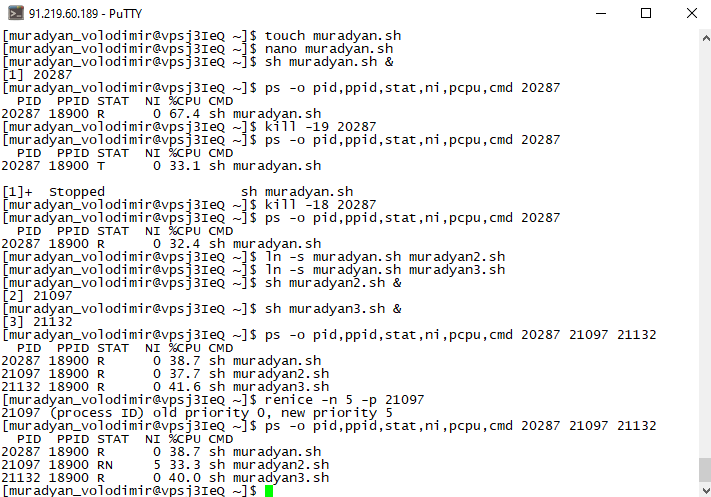 91.219.60.189 - PuTTY
[muradyan_volodimir@vpsj3IeQ ~]$ touch muradyan.sh
[muradyan_volodimir@vpsj3IeQ ~]$ nano muradyan.sh
[muradyan_volodimir@vpsj3IeQ ~]$ sh muradyan.sh &
[1] 20287
[muradyan_volodimir@vpsj3IeQ ~]$ ps -o pid,ppid,stat,ni,pcpu,cmd 20287
  PID  PPID STAT  NI %CPU CMD
20287 18900 R      0 67.4 sh muradyan.sh
[muradyan_volodimir@vpsj3IeQ ~]$ kill -19 20287
[muradyan_volodimir@vpsj3IeQ ~]$ ps -o pid,ppid,stat,ni,pcpu,cmd 20287
  PID  PPID STAT  NI %CPU CMD
20287 18900 T      0 33.1 sh muradyan.sh
[1]+  Stopped                 sh muradyan.sh
[muradyan_volodimir@vpsj3IeQ ~]$ kill -18 20287
[muradyan_volodimir@vpsj3IeQ ~]$ ps -o pid,ppid,stat,ni,pcpu,cmd 20287
  PID  PPID STAT  NI %CPU CMD
20287 18900 R      0 32.4 sh muradyan.sh
[muradyan_volodimir@vpsj3IeQ ~]$ ln -s muradyan.sh muradyan2.sh
[muradyan_volodimir@vpsj3IeQ ~]$ ln -s muradyan.sh muradyan3.sh
[muradyan_volodimir@vpsj3IeQ ~]$ sh muradyan2.sh &
[2] 21097
[muradyan_volodimir@vpsj3IeQ ~]$ sh muradyan3.sh &
[3] 21132
[muradyan_volodimir@vpsj3IeQ ~]$ ps -o pid,ppid,stat,ni,pcpu,cmd 20287 21097 21132
  PID  PPID STAT  NI %CPU CMD
20287 18900 R      0 38.7 sh muradyan.sh
21097 18900 R      0 37.7 sh muradyan2.sh
21132 18900 R      0 41.6 sh muradyan3.sh
[muradyan_volodimir@vpsj3IeQ ~]$ renice -n 5 -p 21097
21097 (process ID) old priority 0, new priority 5
[muradyan_volodimir@vpsj3IeQ ~]$ ps -o pid,ppid,stat,ni,pcpu,cmd 20287 21097 21132
  PID  PPID STAT  NI %CPU CMD
20287 18900 R      0 38.7 sh muradyan.sh
21097 18900 RN     5 33.3 sh muradyan2.sh
21132 18900 R      0 40.0 sh muradyan3.sh
[muradyan_volodimir@vpsj3IeQ ~]$